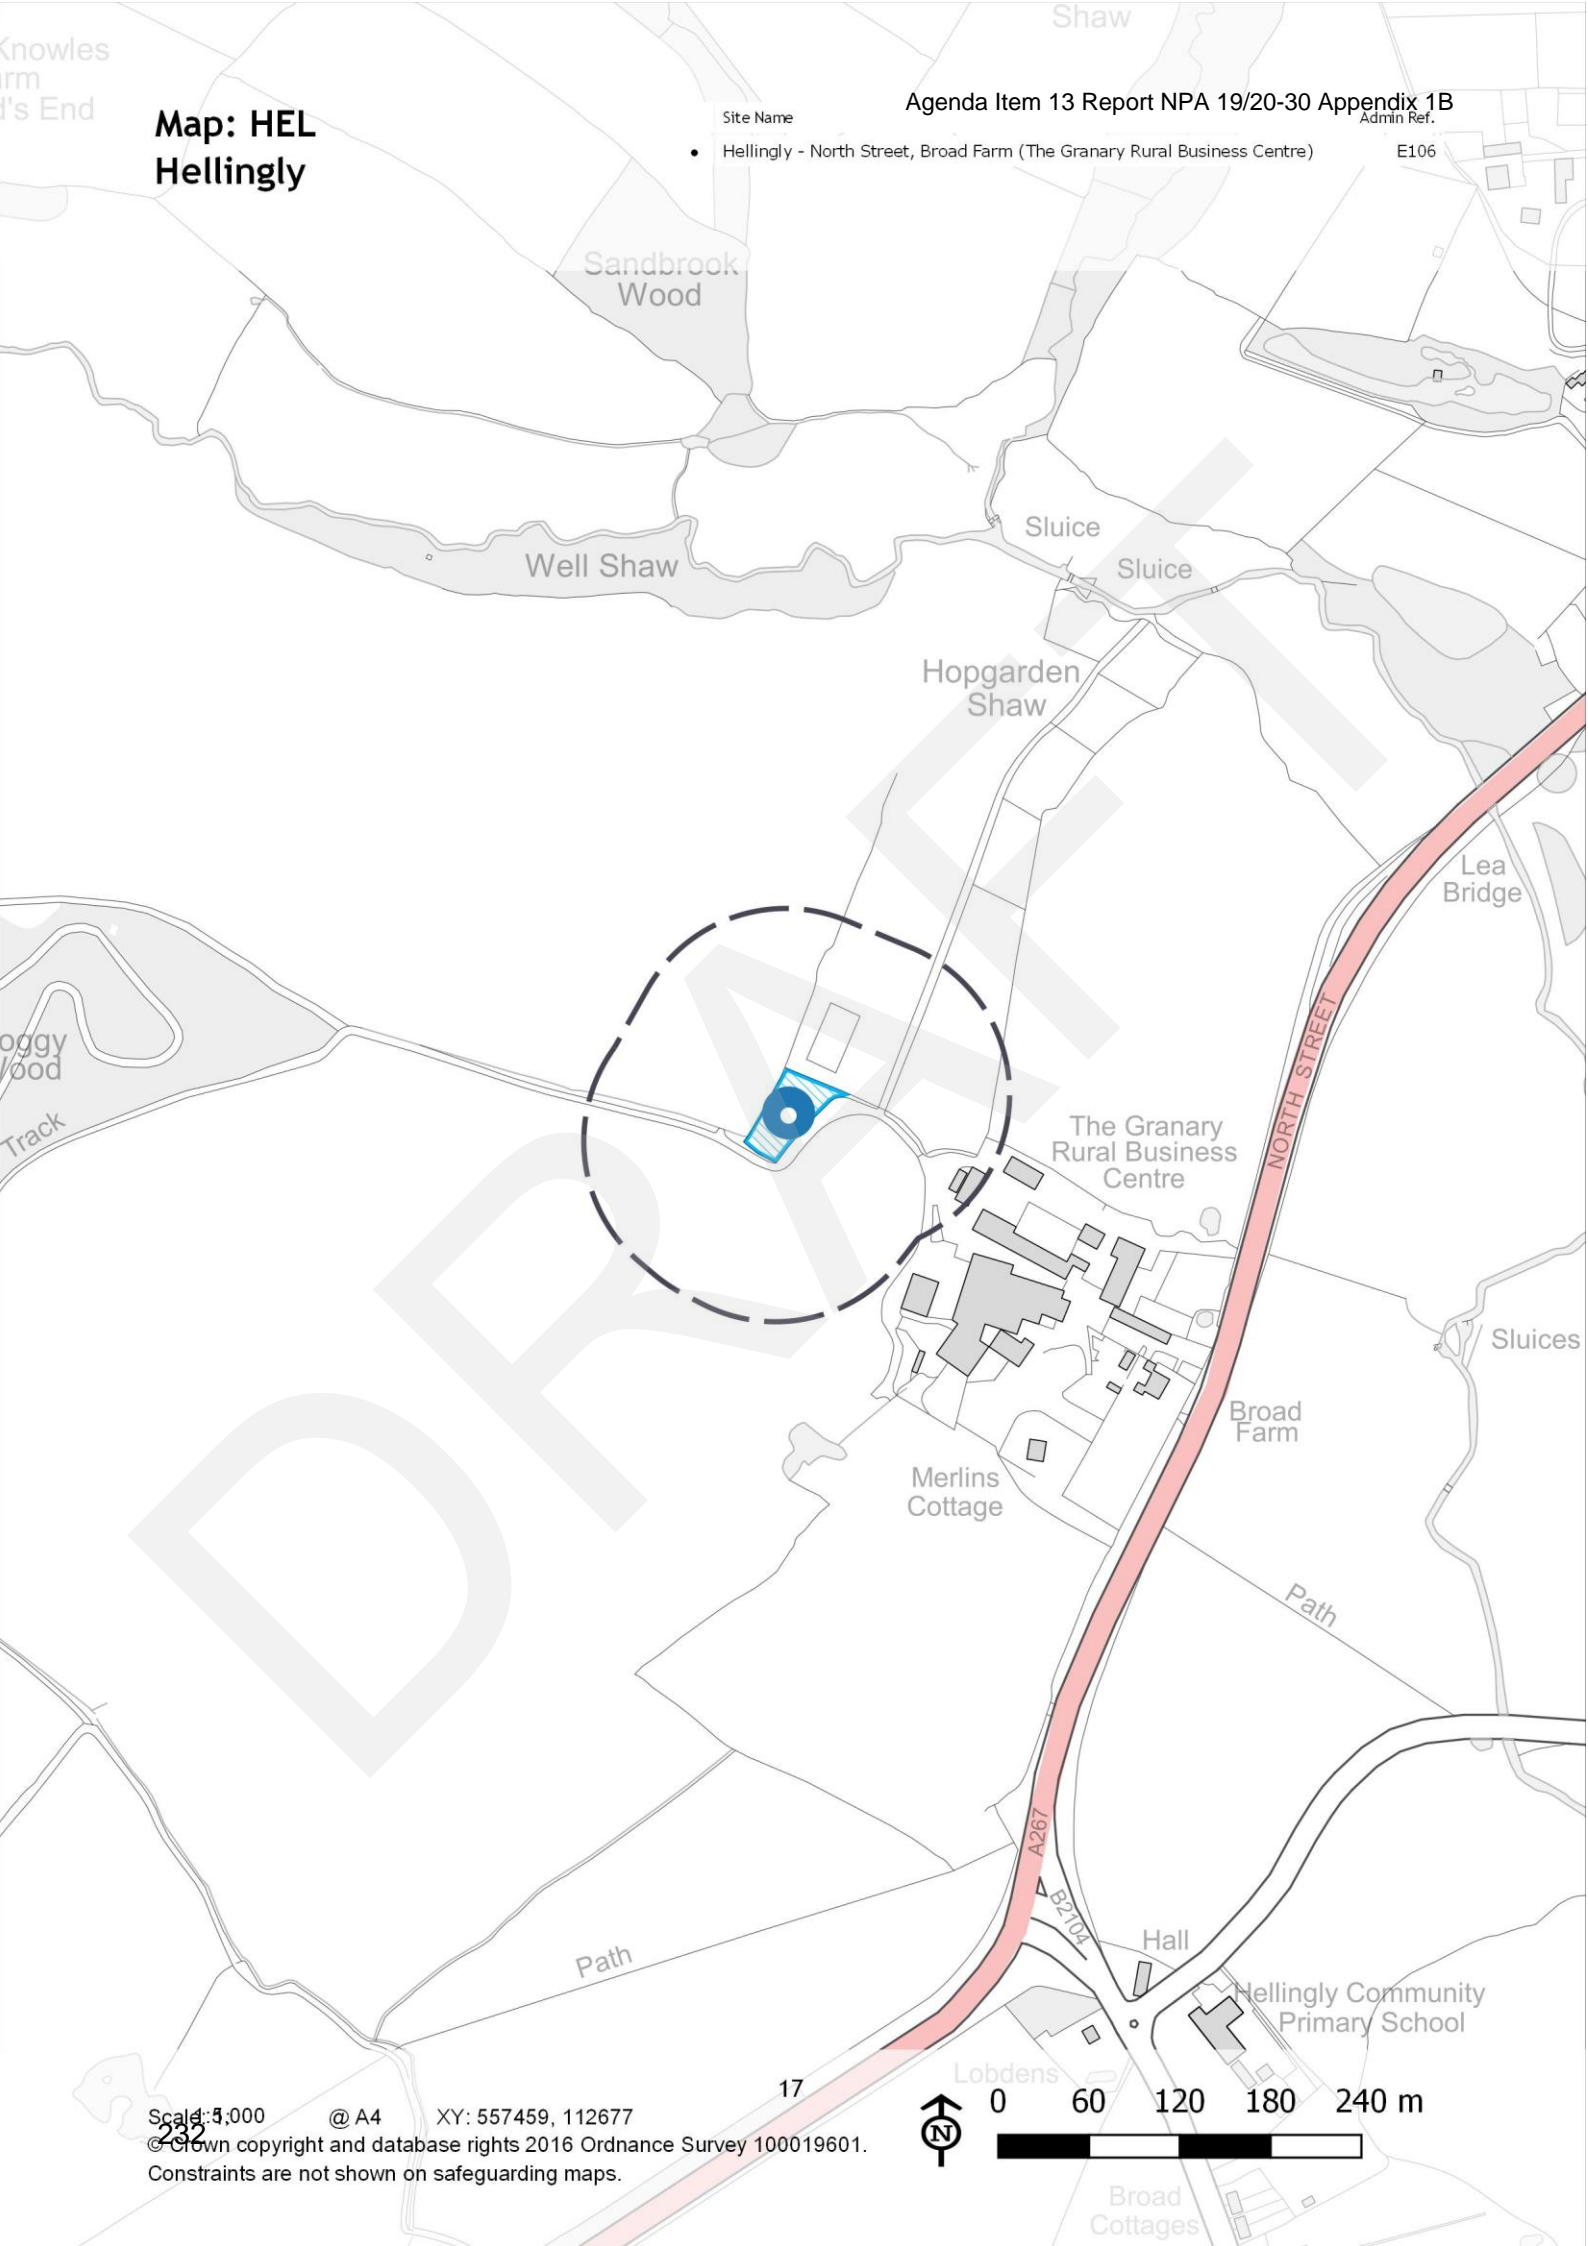 Shaw
Knowles
d's End
Agenda Item 13 Report NPA 19/20-30 Appendix 1B
Map: HEL
Hellingly
Site Name
Admin Ref.
• Hellingly - North Street, Broad Farm (The Granary Rural Business Centre) E106
Sandbrook
Wood
Sluice
Well Shaw
Sluice
Hopgarden
Shaw
Lea
Bridge
NORTH STREET
Track
The Granary
Rural Business
Centre
Sluices
Broad
Farm
Merlins
Cottage
Path
DRAFT
A267
B2104
Hall
Path
Hellingly Community
Primary School
Lobdens
17
0 60 120 180 240 m
Scale 1:5,000 @ A4 XY: 557459, 112677
232
N
© Crown copyright and database rights 2016 Ordnance Survey 100019601.
Constraints are not shown on safeguarding maps.
Broad
Cottages